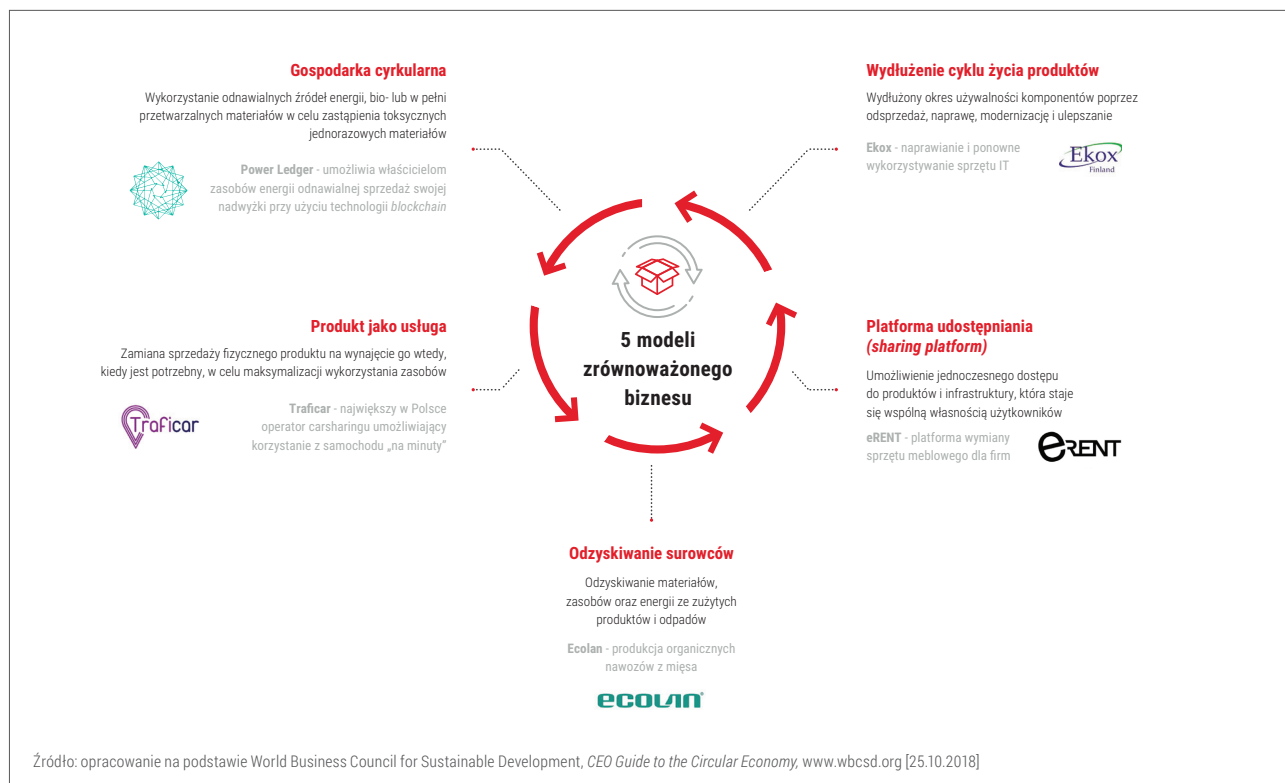 Gospodarka cyrkularna
Wykorzystanie odnawialnych źródeł energii, bio- lub w pełni
przetwarzalnych materiałów w celu zastąpienia toksycznych
jednorazowych materiałów
Power Ledger - umożliwia właścicielom
zasobów energii odnawialnej sprzedaż swojej
nadwyżki przy użyciu technologii blockchain
Wydłużenie cyklu życia produktów
Wydłużony okres używalności komponentów poprzez
odsprzedaż, naprawę, modernizację i ulepszanie
Ekox - naprawianie i ponowne
wykorzystywanie sprzętu IT
Ekox
Finland
5 modeli
zrównoważonego
biznesu
Produkt jako usługa
Zamiana sprzedaży fizycznego produktu na wynajęcie go wtedy,
kiedy jest potrzebny, w celu maksymalizacji wykorzystania zasobów
Traficar
Traficar - największy w Polsce
operator carsharingu umożliwiający
korzystanie z samochodu „na minuty”
Platforma udostępniania
(sharing platform)
Umożliwienie jednoczesnego dostępu
do produktów i infrastruktury, która staje
się wspólną własnością użytkowników
eRENT - platforma wymiany
sprzętu meblowego dla firm
eRENT
Odzyskiwanie surowców
Odzyskiwanie materiałów,
zasobów oraz energii ze zużytych
produktów i odpadów
Ecolan - produkcja organicznych
nawozów z mięsa
ecolan®
Źródło: opracowanie na podstawie World Business Council for Sustainable Development, CEO Guide to the Circular Economy, www.wbcsd.org [25.10.2018]